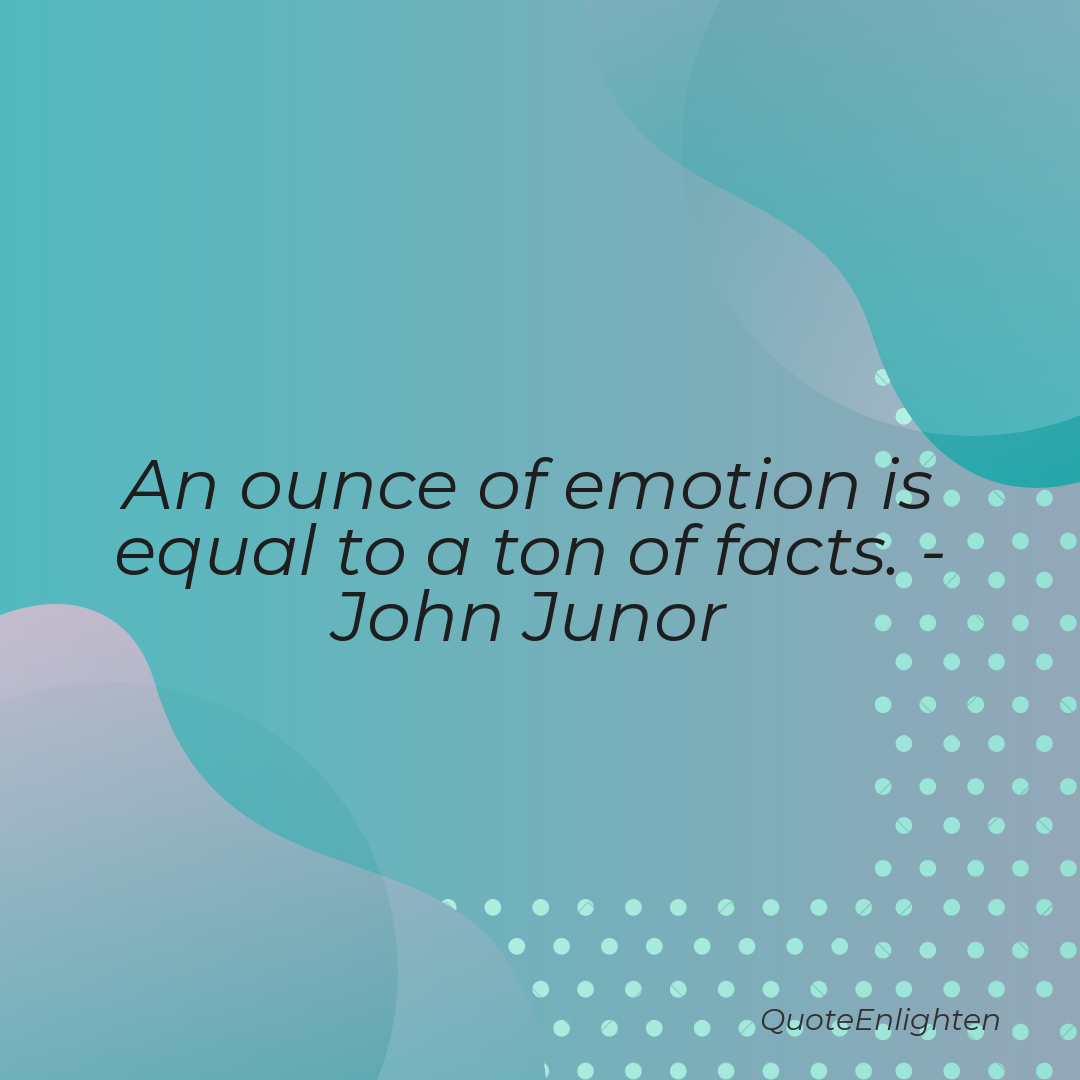 An ounce of emotion is
equal to a ton of facts. -
John Junor
QuoteEnlighten